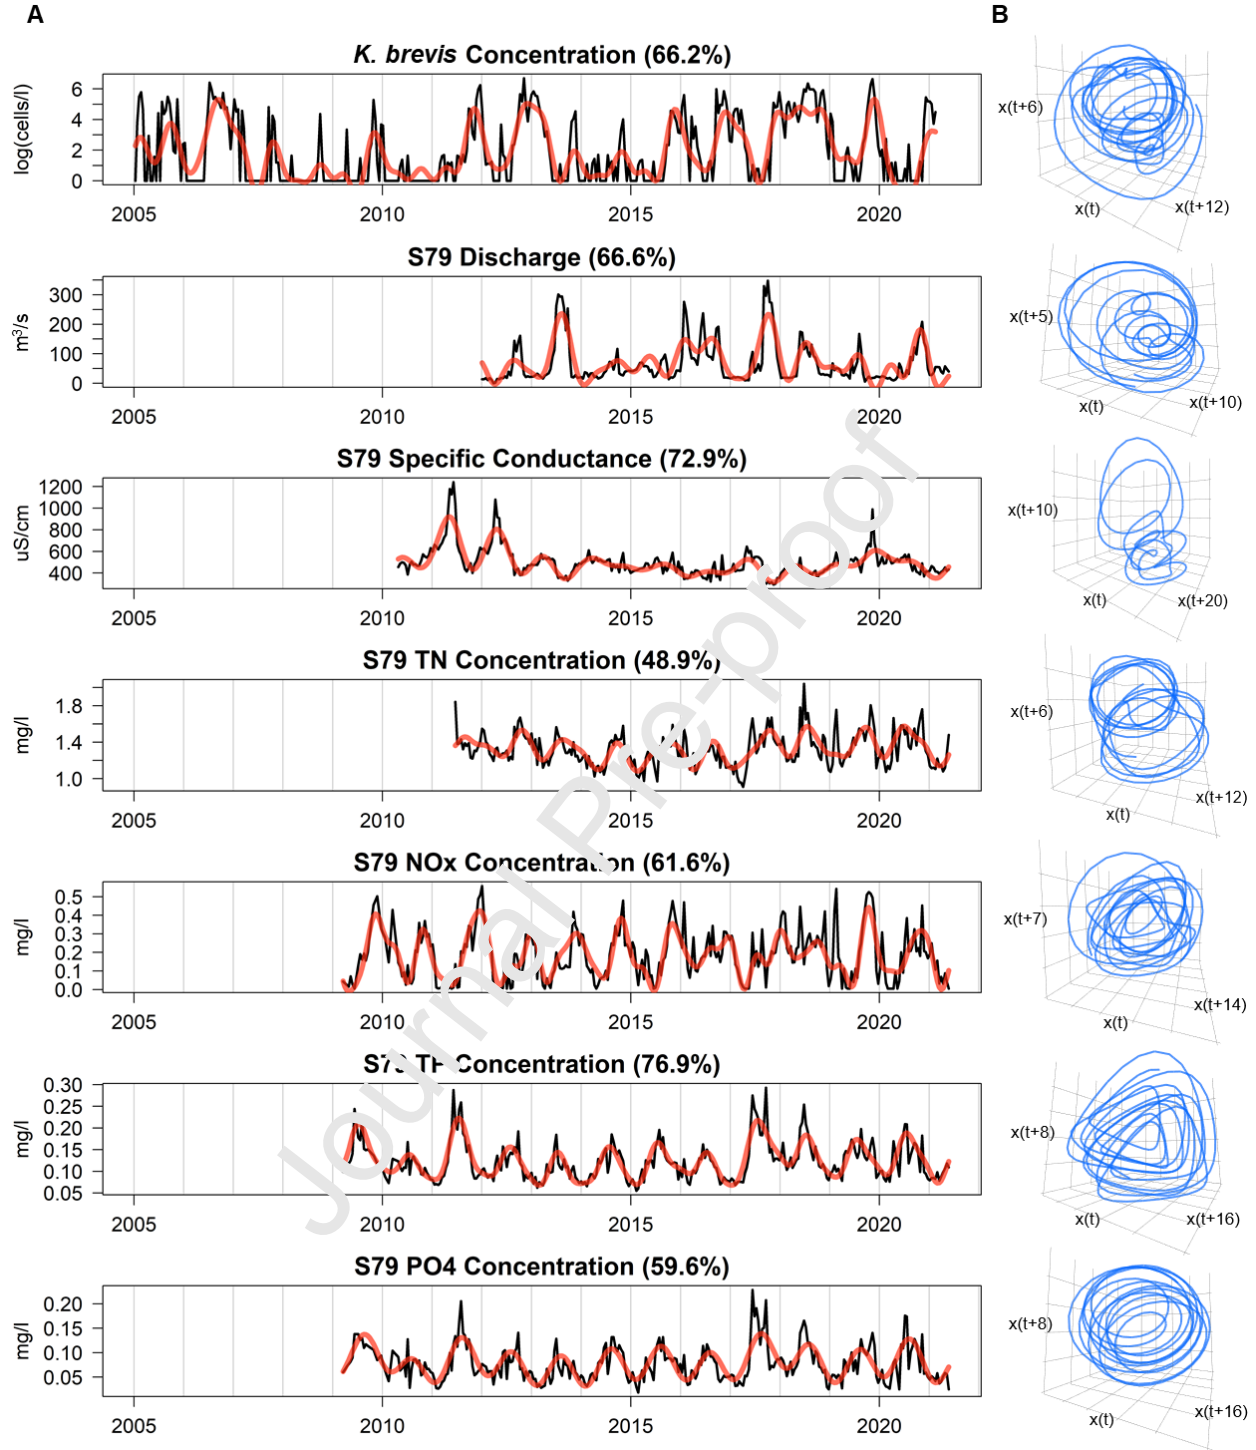 A
B
K. brevis Concentration (66.2%)
log(cells/l)
6
4
2
0
2005 2010 2015 2020
x(t+6)
x(t)
x(t+12)
S79 Discharge (66.6%)
m³/s
300
200
100
0
2005 2010 2015 2020
x(t+5)
x(t)
x(t+10)
S79 Specific Conductance (72.9%)
uS/cm
1200
1000
800
600
400
2005 2010 2015 2020
x(t+10)
x(t)
x(t+20)
S79 TN Concentration (48.9%)
mg/l
1.8
1.4
1.0
2005 2010 2015 2020
x(t+6)
x(t)
x(t+12)
S79 NOx Concentration (61.6%)
mg/l
0.5
0.4
0.3
0.2
0.1
0.0
2005 2010 2015 2020
x(t+7)
x(t)
x(t+14)
S79 TP Concentration (76.9%)
mg/l
0.30
0.25
0.20
0.15
0.10
0.05
2005 2010 2015 2020
x(t+8)
x(t)
x(t+16)
S79 PO4 Concentration (59.6%)
mg/l
0.20
0.15
0.10
0.05
2005 2010 2015 2020
x(t+8)
x(t)
x(t+16)
Journal Pre-proof